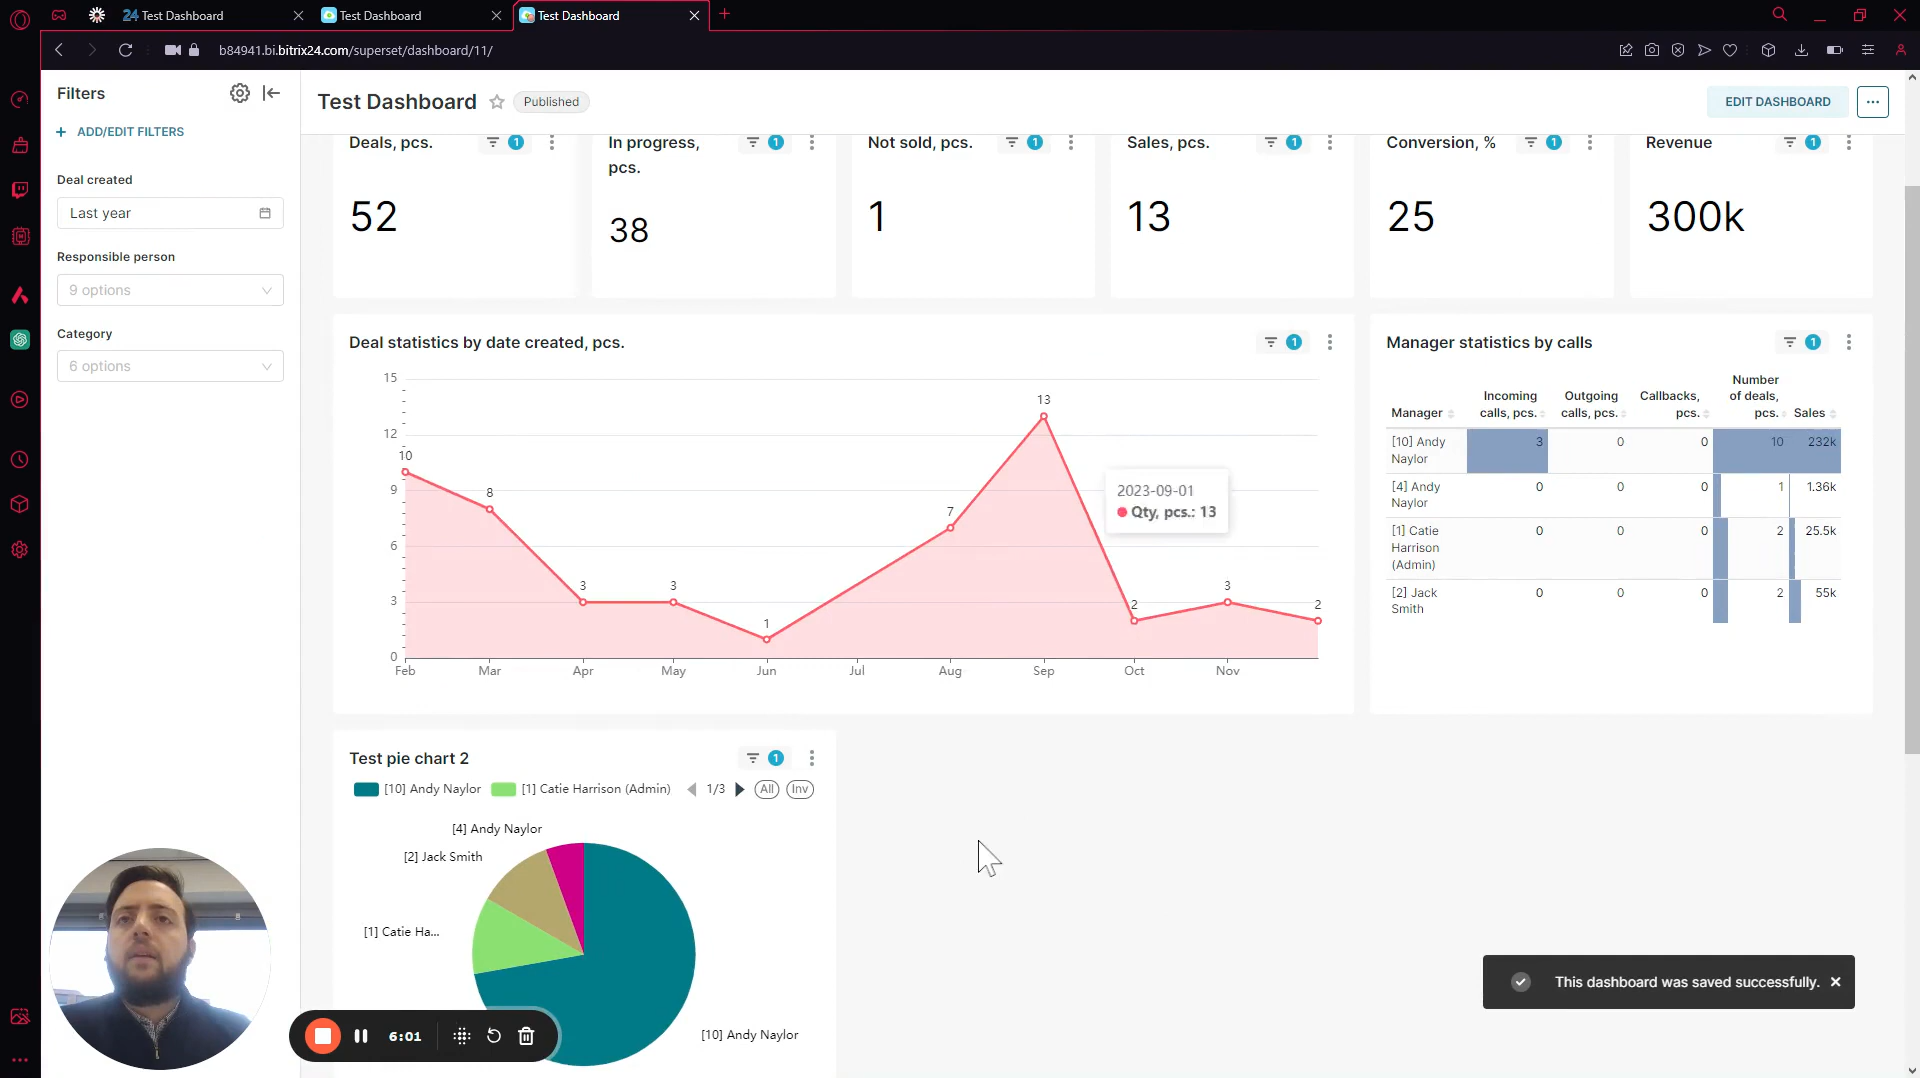 24 Test Dashboard
Test Dashboard
Test Dashboard
b84941.bi.bitrix24.com/superset/dashboard/11/
Filters
+ ADD/EDIT FILTERS
Deal created
Last year
Responsible person
9 options
Category
6 options
Test Dashboard
Published
EDIT DASHBOARD
...
Deals, pcs.
1
52
In progress,
pcs.
1
38
Not sold, pcs.
1
1
Sales, pcs.
1
13
Conversion, %
1
25
Revenue
1
300k
Deal statistics by date created, pcs.
1
15
12
9
6
3
0
10
8
3
3
1
7
13
2
3
2
2023-09-01
Qty, pcs.: 13
Feb Mar Apr May Jun Jul Aug Sep Oct Nov
Manager statistics by calls
1
Manager
Incoming
calls, pcs.
Outgoing
calls, pcs.
Callbacks,
pcs.
Number
of deals,
pcs.
Sales
[10] Andy
Naylor
3 0 0 10 232k
[4] Andy
Naylor
0 0 0 1 1.36k
[1] Catie
Harrison
(Admin)
0 0 0 2 25.5k
[2] Jack
Smith
0 0 0 2 55k
Test pie chart 2
1
[10] Andy Naylor [1] Catie Harrison (Admin) 1/3 All Inv
[4] Andy Naylor
[2] Jack Smith
[1] Catie Ha...
[10] Andy Naylor
6:01
This dashboard was saved successfully.